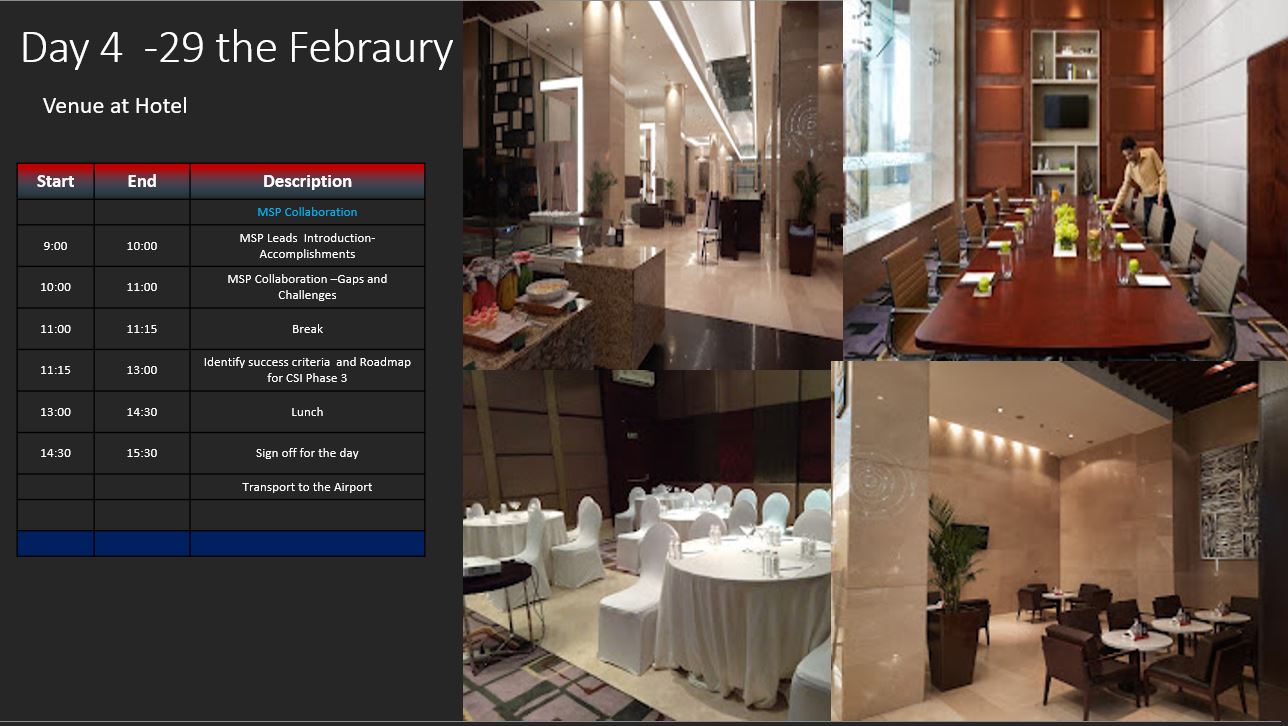 Day 4  -29 the Febraury
Venue at Hotel
Start End Description
MSP Collaboration
9:00 10:00 MSP Leads  Introduction-
Accomplishments
10:00 11:00 MSP Collaboration –Gaps and
Challenges
11:00 11:15 Break
11:15 13:00 Identify success criteria  and Roadmap
for CSI Phase 3
13:00 14:30 Lunch
14:30 15:30 Sign off for the day
Transport to the Airport